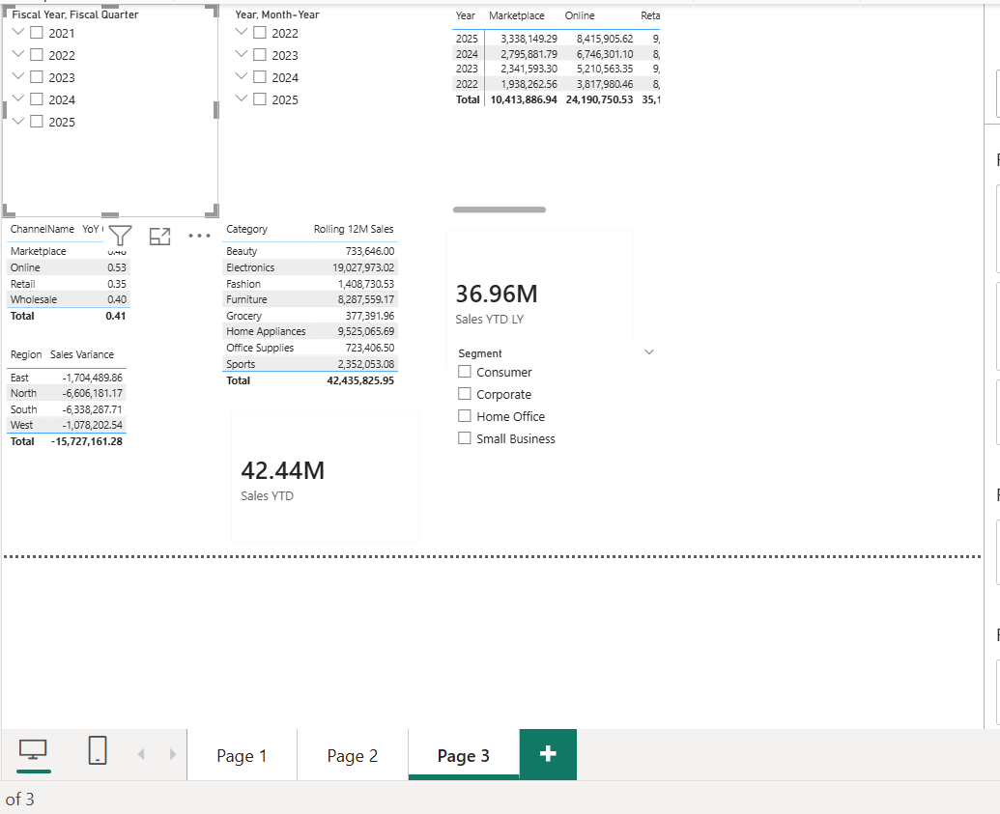 Fiscal Year, Fiscal Quarter
2021
2022
2023
2024
2025
Year, Month-Year
2022
2023
2024
2025
Year Marketplace Online Reta
2025 3,338,149.29 8,415,905.62 9,
2024 2,795,881.79 6,746,301.10 8,
2023 2,341,593.30 5,210,563.35 9,
2022 1,938,262.56 3,817,980.46 8,
Total 10,413,886.94 24,190,750.53 35,1
ChannelName YoY
Marketplace
Online 0.53
Retail 0.35
Wholesale 0.40
Total 0.41
Category Rolling 12M Sales
Beauty 733,646.00
Electronics 19,027,973.02
Fashion 1,408,730.53
Furniture 8,287,559.17
Grocery 377,391.96
Home Appliances 9,525,065.69
Office Supplies 723,406.50
Sports 2,352,053.08
Total 42,435,825.95
36.96M
Sales YTD LY
Region Sales Variance
East -1,704,489.86
North -6,606,181.17
South -6,338,287.71
West -1,078,202.54
Total -15,727,161.28
Segment
Consumer
Corporate
Home Office
Small Business
42.44M
Sales YTD
Page 1
Page 2
Page 3
of 3